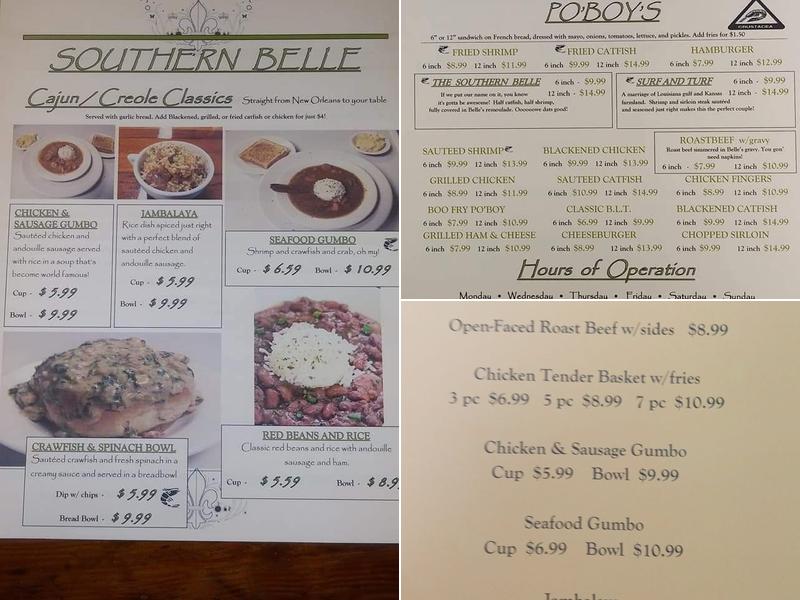 SOUTHERN BELLE
Cajun/Creole Classics Straight from New Orleans to your table
Served with garlic bread. Add Blackened, grilled, or fried catfish or chicken for just $4!
CHICKEN &
SAUSAGE GUMBO
Sautéed chicken and
andouille sausage served
with rice in a soup that's
become world famous!
Cup - $5.99
Bowl - $9.99
JAMBALAYA
Rice dish spiced just right
with a perfect blend of
sautéed chicken and
andouille sausage.
Cup - $5.99
Bowl - $9.99
SEAFOOD GUMBO
Shrimp and crawfish and crab, oh my!
Cup - $6.59 Bowl - $10.99
CRAWFISH & SPINACH BOWL
Sautéed crawfish and fresh spinach in a
creamy sauce and served in a breadbowl
Dip w/ chips - $5.99
Bread Bowl - $9.99
RED BEANS AND RICE
Classic red beans and rice with andouille
sausage and ham.
Cup - $5.59 Bowl - $8.9
PO'BOY'S
CRUSTACEA
6" or 12" sandwich on French bread, dressed with mayo, onions, tomatoes, lettuce, and pickles. Add fries for $1.50
FRIED SHRIMP FRIED CATFISH HAMBURGER
6 inch $8.99 12 inch $11.99 6 inch $9.99 12 inch $14.99 6 inch $7.99 12 inch $12.99
THE SOUTHERN BELLE 6 inch - $9.99
If we put our name on it, you know 12 inch - $14.99
it's gotta be awesome! Half catfish, half shrimp,
fully covered in Belle's remoulade. Oooooewe dats good!
SURF AND TURF 6 inch - $9.99
A marriage of Louisiana gulf and Kansas 12 inch - $14.99
farmland. Shrimp and sirloin steak sautéed
and seasoned just right makes this the perfect couple!
SAUTEED SHRIMP BLACKENED CHICKEN
6 inch $9.99 12 inch $13.99 6 inch $9.99 12 inch $13.99
ROASTBEEF w/gravy
Roast beef simmered in Belle's gravy. You gon'
need napkins!
6 inch - $7.99 12 inch $10.99
GRILLED CHICKEN SAUTEED CATFISH CHICKEN FINGERS
6 inch $8.99 12 inch $11.99 6 inch $10.99 12 inch $14.99 6 inch $8.99 12 inch $10.99
BOO FRY PO'BOY CLASSIC B.L.T. BLACKENED CATFISH
6 inch $7.99 12 inch $10.99 6 inch $6.99 12 inch $9.99 6 inch $9.99 12 inch $14.99
GRILLED HAM & CHEESE CHEESEBURGER CHOPPED SIRLOIN
6 inch $7.99 12 inch $10.99 6 inch $8.99 12 inch $13.99 6 inch $9.99 12 inch $14.99
Hours of Operation
Monday • Wednesday • Thursday • Friday • Saturday • Sunday
Open-Faced Roast Beef w/sides $8.99
Chicken Tender Basket w/fries
3 pc $6.99 5 pc $8.99 7 pc $10.99
Chicken & Sausage Gumbo
Cup $5.99 Bowl $9.99
Seafood Gumbo
Cup $6.99 Bowl $10.99
Jambalaya